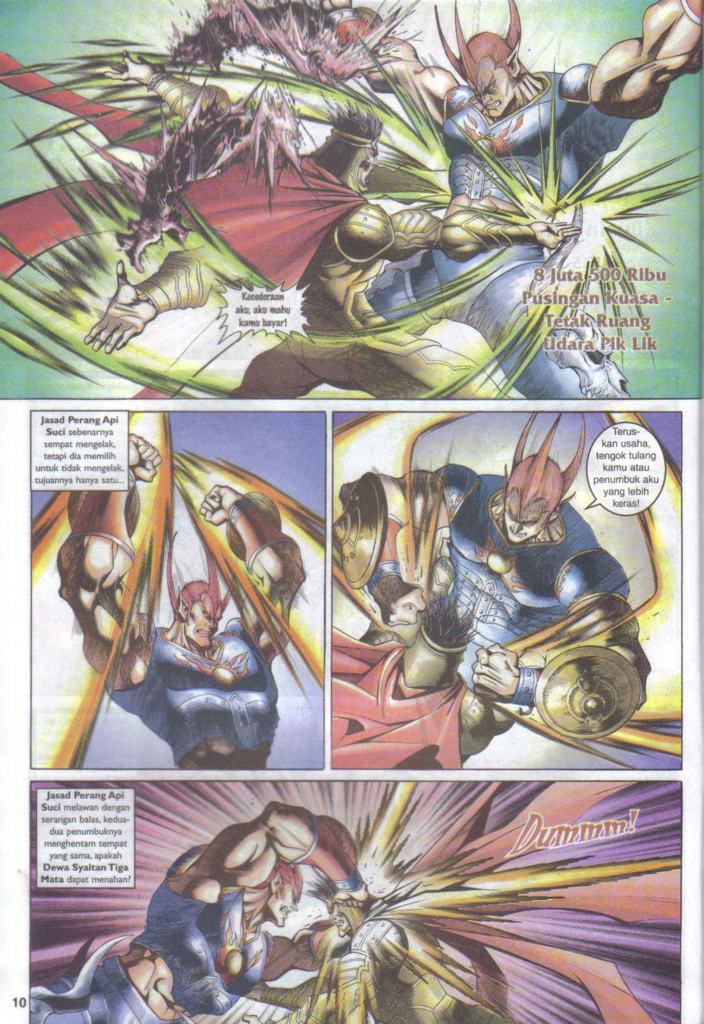 Kecederaan
aku, aku mahu
kamu bayar!
8 Juta 500 Ribu
Pusingan Kuasa -
Tetak Ruang
Udara Pik Lik
Jasad Perang Api
Suci sebenarnya
sempat mengelak,
tetapi dia memilih
untuk tidak mengelak,
tujuannya hanya satu...
Terus-
kan usaha,
tengok tulang
kamu atau
penumbuk aku
yang lebih
keras!
Jasad Perang Api
Suci melawan dengan
serangan balas, kedua-
dua penumbuknya
menghentam tempat
yang sama, apakah
Dewa Syaitan Tiga
Mata dapat menahan?
Dummm!
10